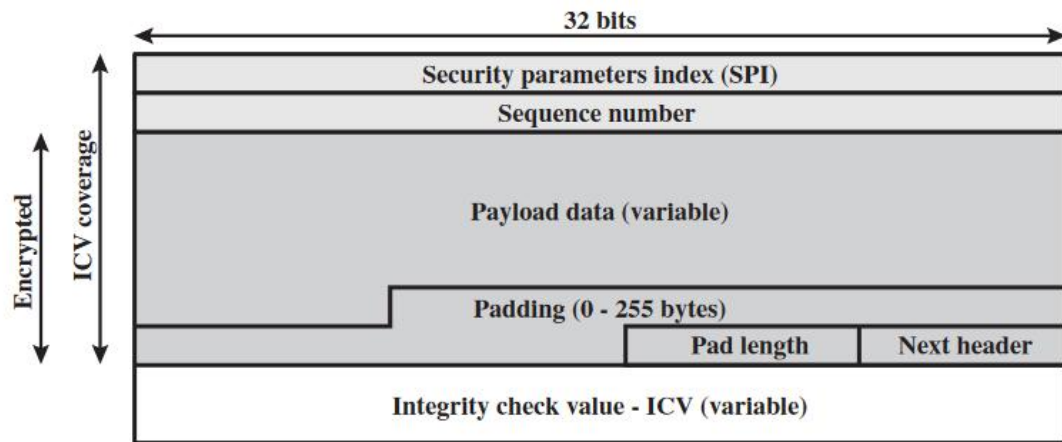 32 bits
Security parameters index (SPI)
Sequence number
Encrypted
ICV coverage
Payload data (variable)
Padding (0 - 255 bytes)
Pad length
Next header
Integrity check value - ICV (variable)